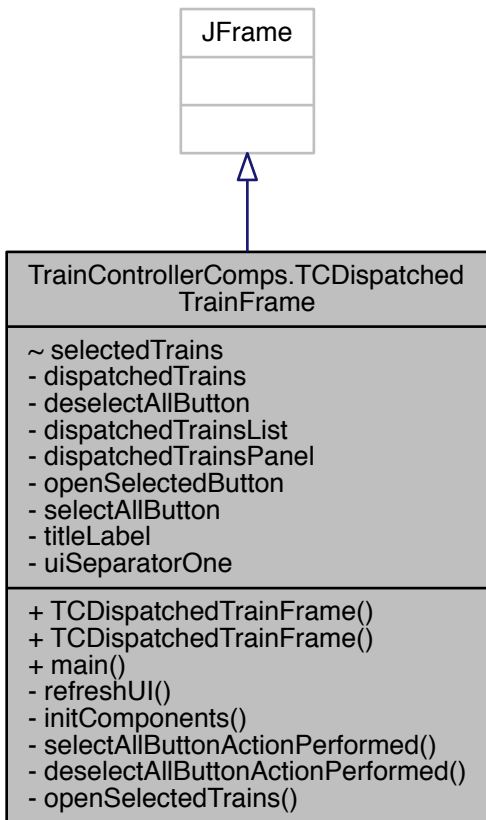 JFrame
TrainControllerComps.TCDispatched
TrainFrame
~ selectedTrains
- dispatchedTrains
- deselectAllButton
- dispatchedTrainsList
- dispatchedTrainsPanel
- openSelectedButton
- selectAllButton
- titleLabel
- uiSeparatorOne
+ TCDispatchedTrainFrame()
+ TCDispatchedTrainFrame()
+ main()
- refreshUI()
- initComponents()
- selectAllButtonActionPerformed()
- deselectAllButtonActionPerformed()
- openSelectedTrains()